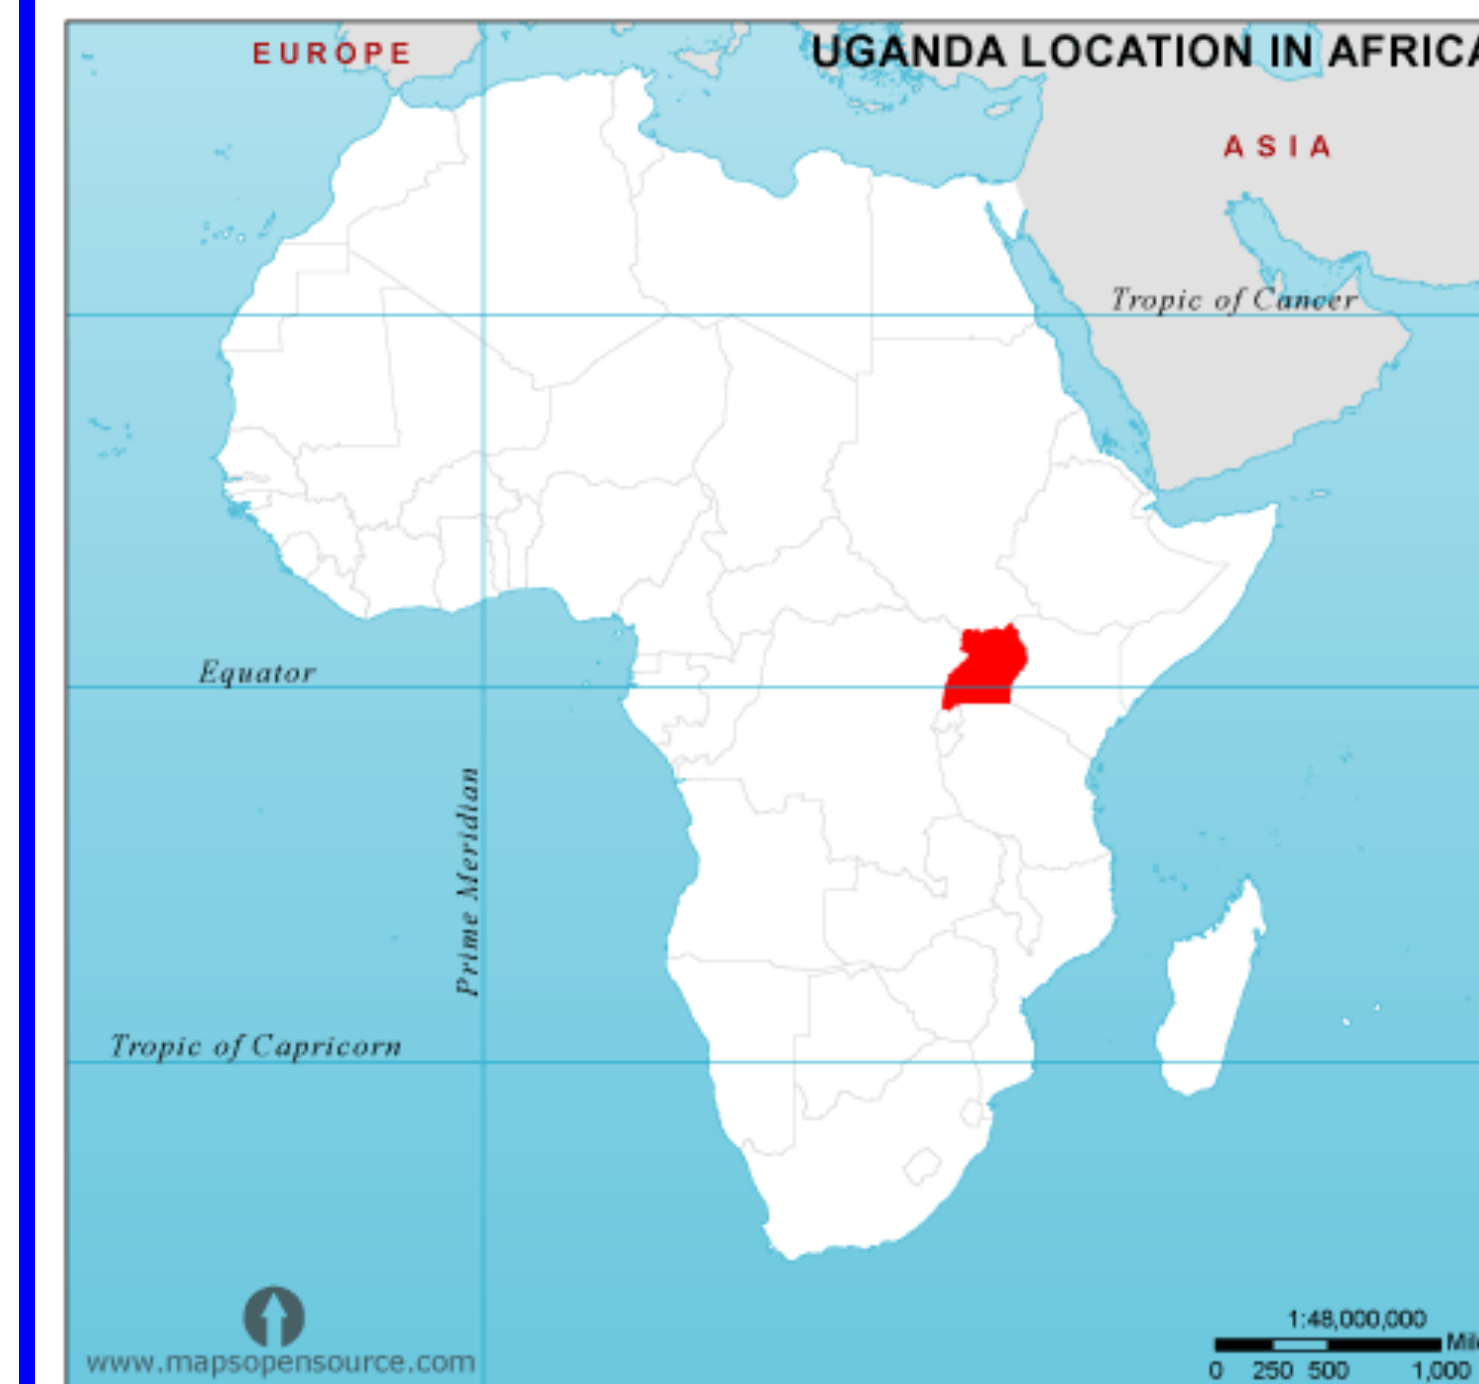 EUROPE
UGANDA LOCATION IN AFRICA
ASIA
Tropic of Cancer
Equator
Prime Meridian
Tropic of Capricorn
1:48,000,000
0 250 500 1,000
www.mapsopensource.com